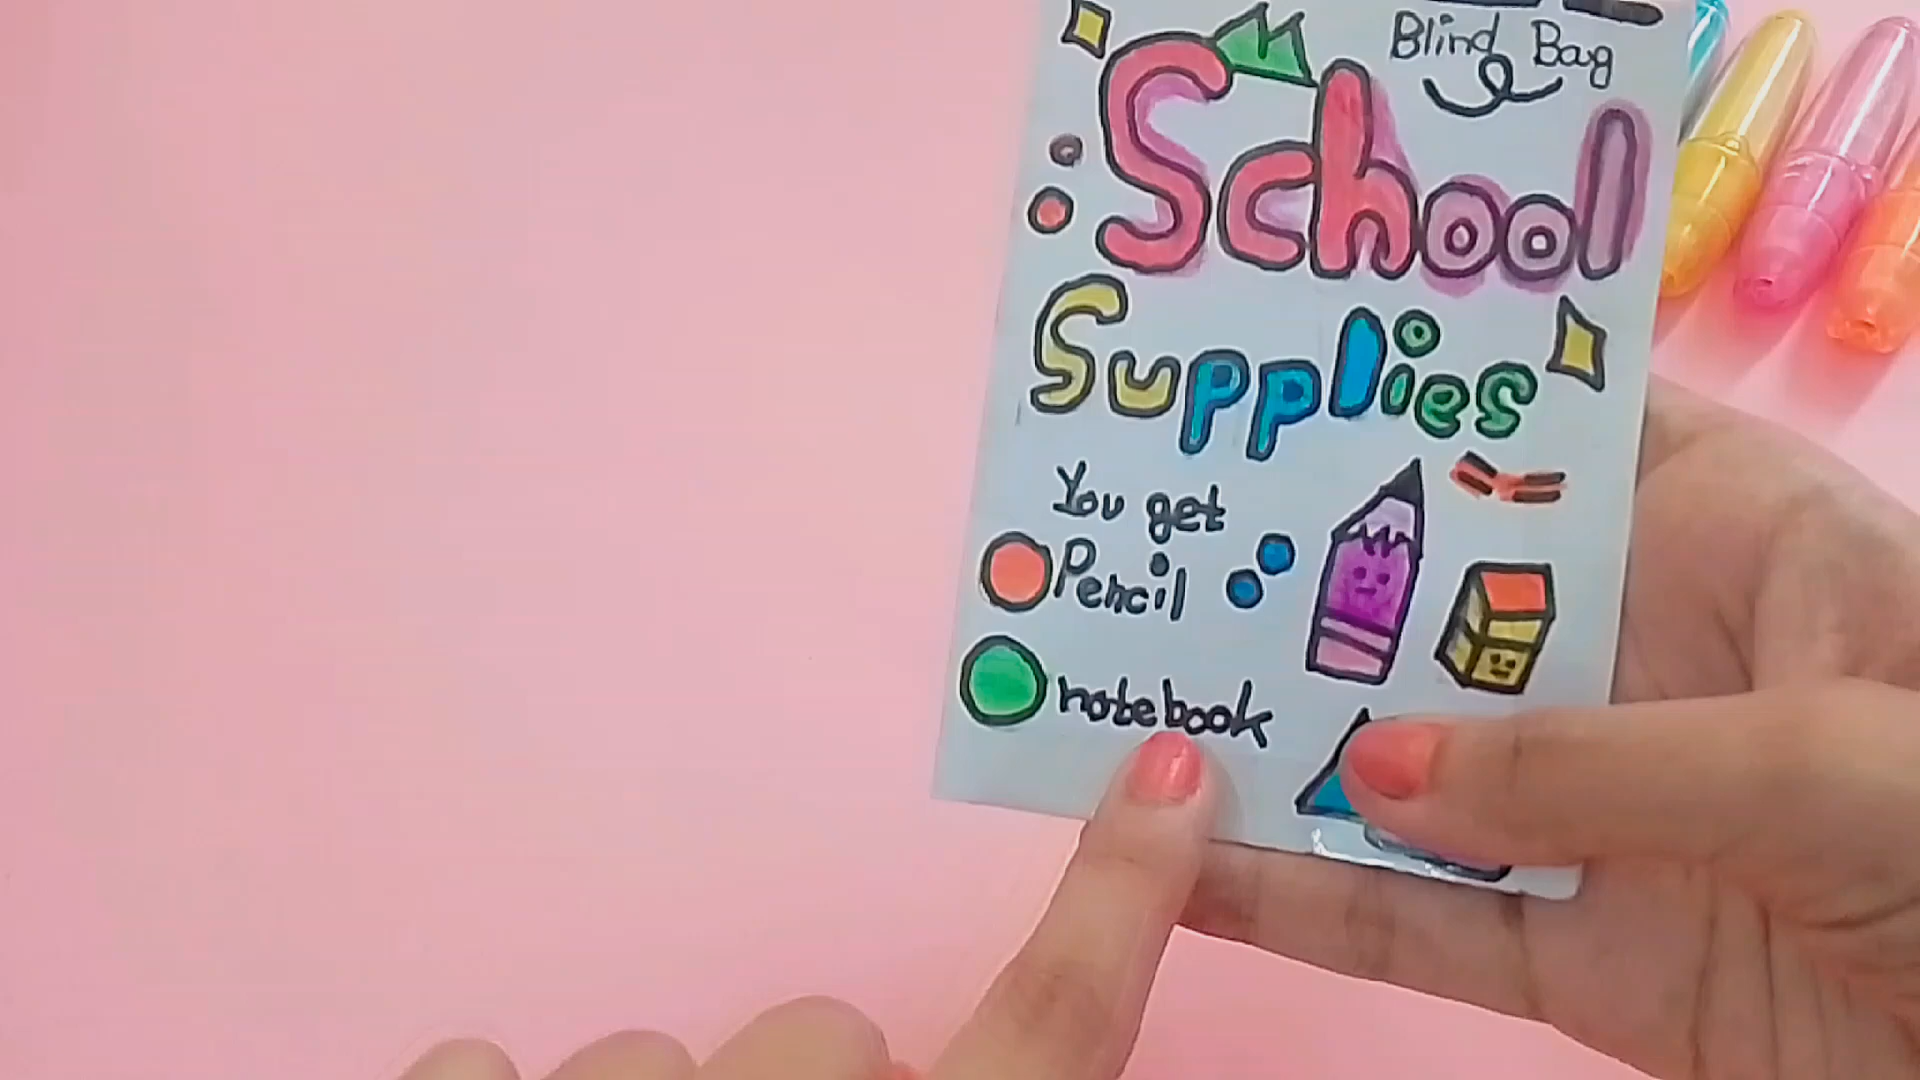 Blind Bag
School
Supplies
You get
Pencil
notebook